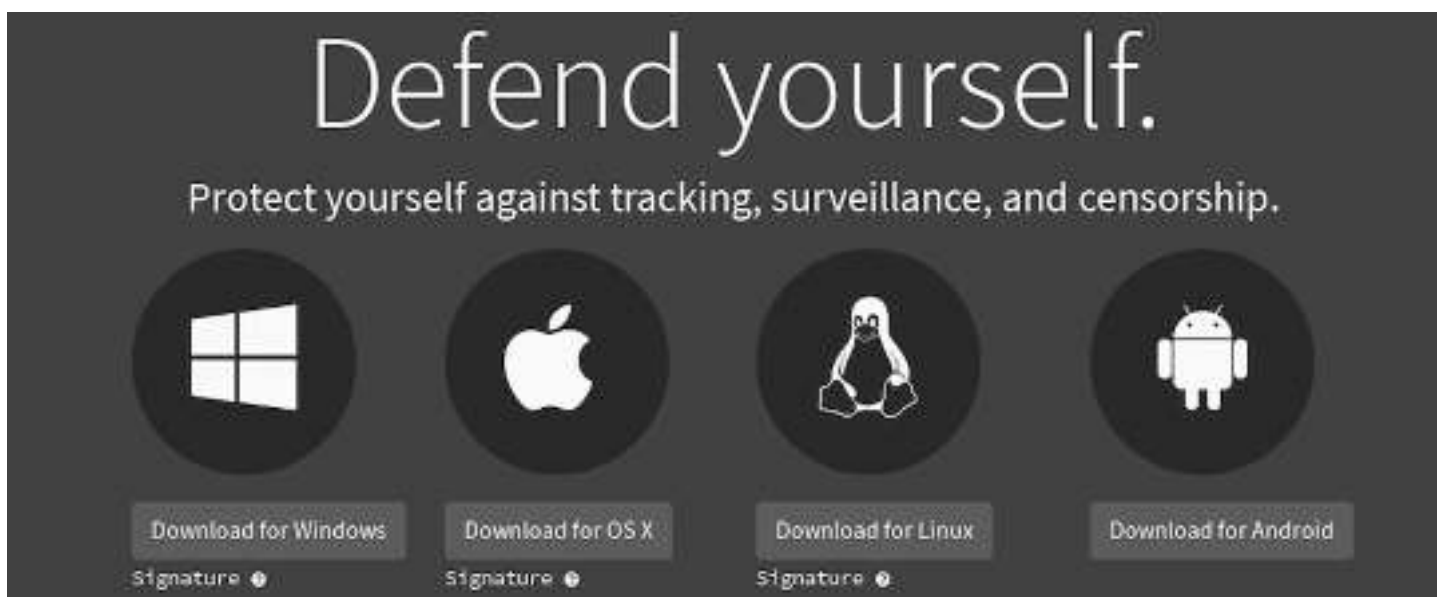 Defend yourself.
Protect yourself against tracking, surveillance, and censorship.
Download for Windows
Download for OS X
Download for Linux
Download for Android
Signature
Signature
Signature